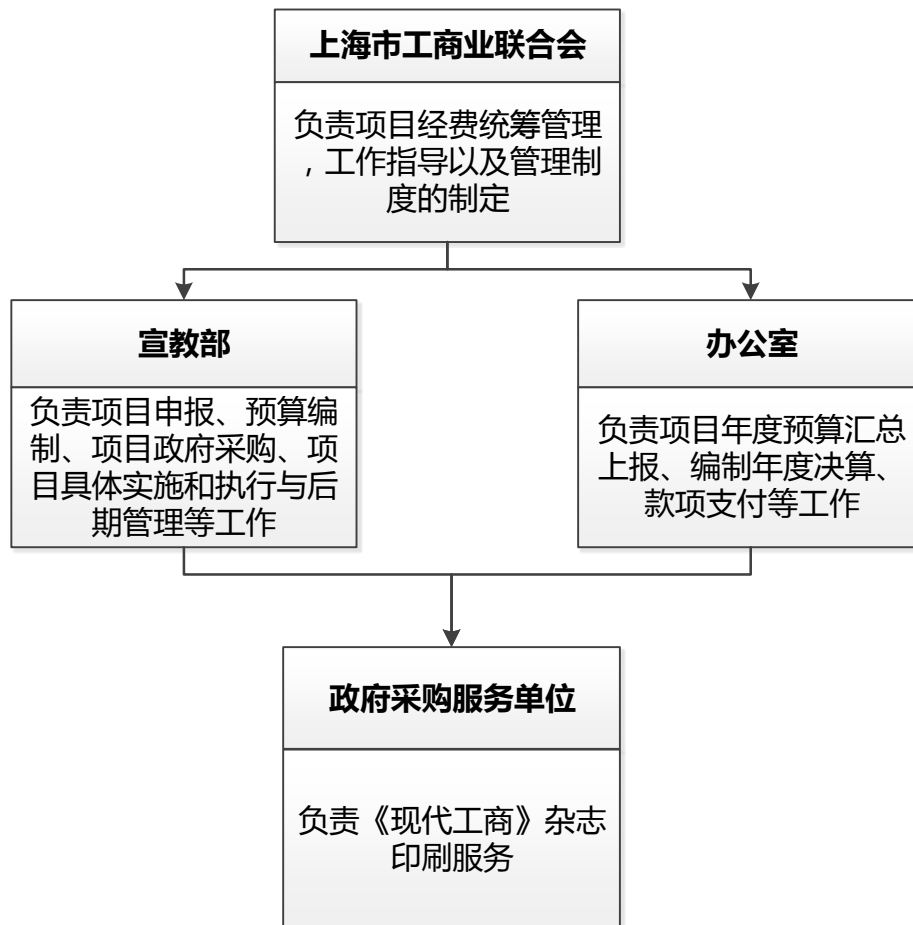 上海市工商业联合会
负责项目经费统筹管理
，工作指导以及管理制
度的制定
宣教部
负责项目申报、预算编
制、项目政府采购、项
目具体实施和执行与后
期管理等工作
办公室
负责项目年度预算汇总
上报、编制年度决算、
款项支付等工作
政府采购服务单位
负责《现代工商》杂志
印刷服务